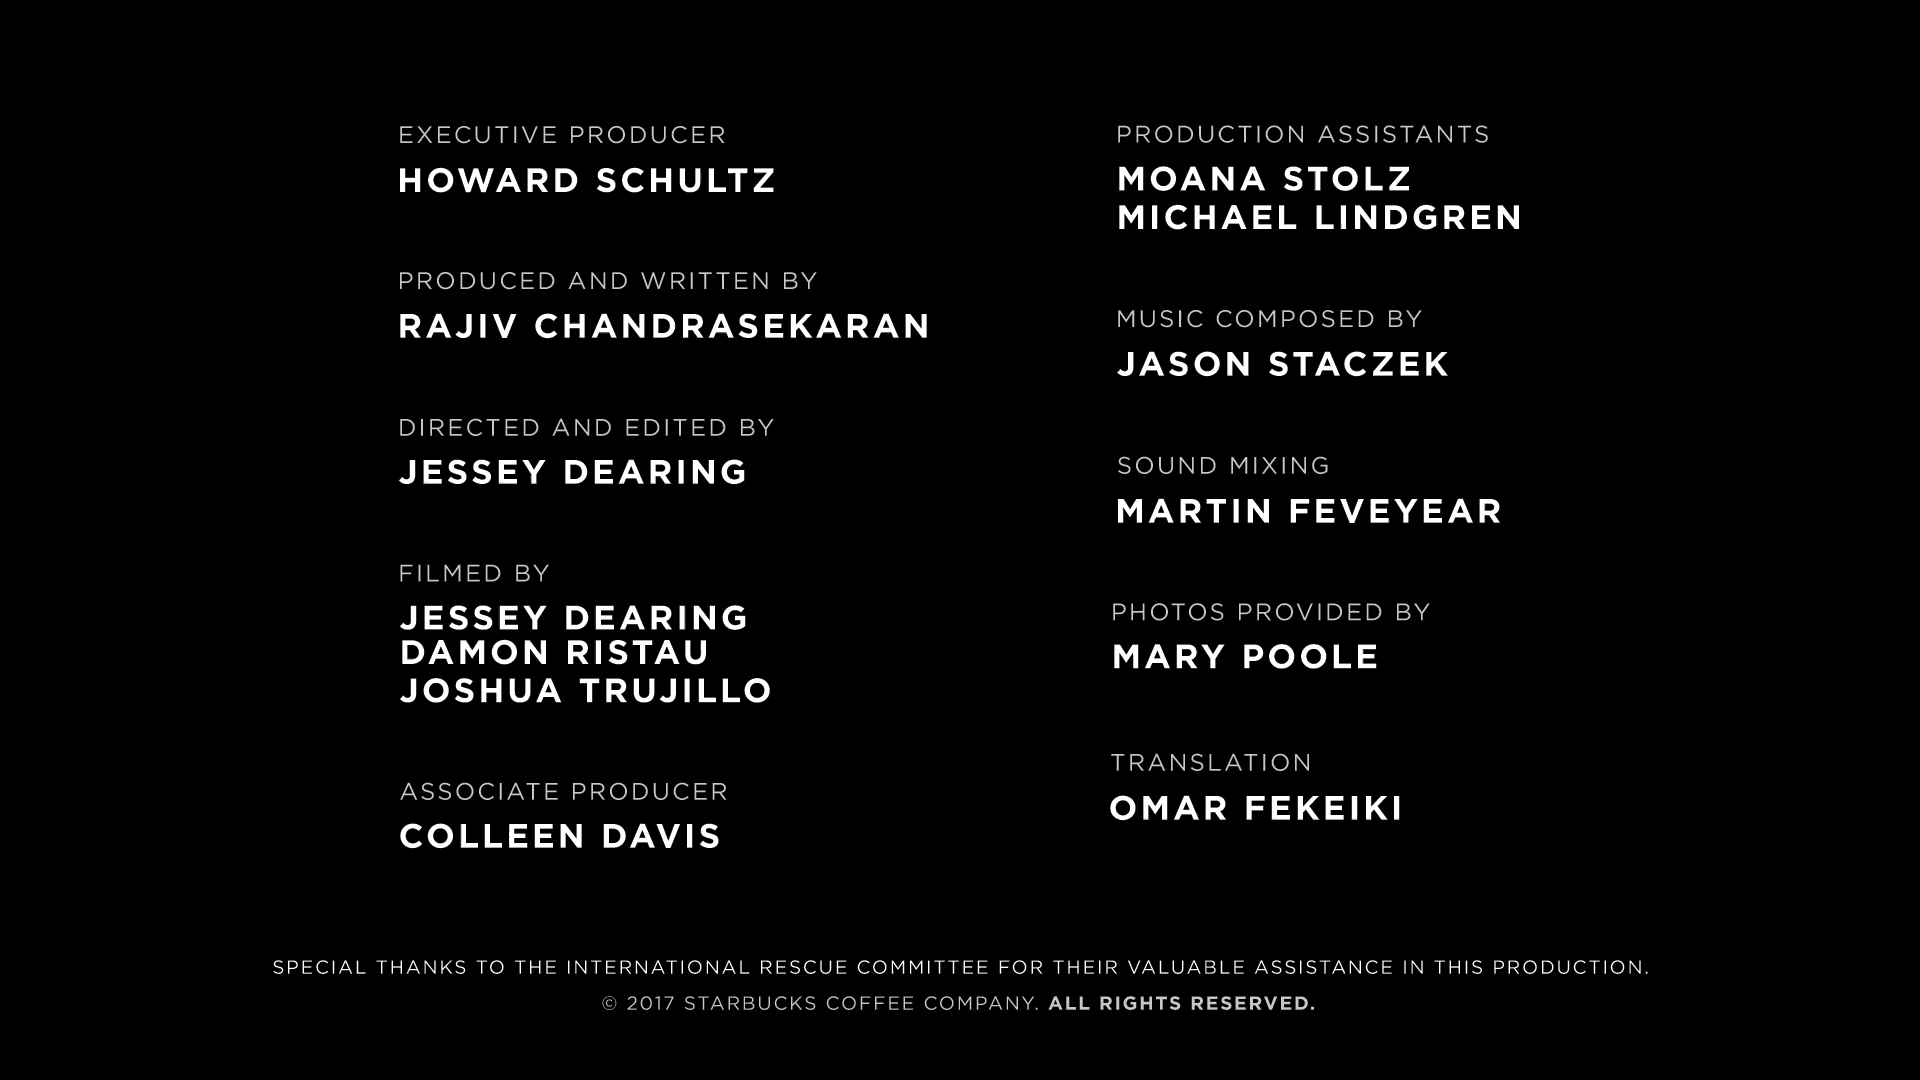 EXECUTIVE PRODUCER
HOWARD SCHULTZ
PRODUCED AND WRITTEN BY
RAJIV CHANDRASEKARAN
DIRECTED AND EDITED BY
JESSEY DEARING
FILMED BY
JESSEY DEARING
DAMON RISTAU
JOSHUA TRUJILLO
ASSOCIATE PRODUCER
COLLEEN DAVIS
PRODUCTION ASSISTANTS
MOANA STOLZ
MICHAEL LINDGREN
MUSIC COMPOSED BY
JASON STACZEK
SOUND MIXING
MARTIN FEVEYEAR
PHOTOS PROVIDED BY
MARY POOLE
TRANSLATION
OMAR FEKEIKI
SPECIAL THANKS TO THE INTERNATIONAL RESCUE COMMITTEE FOR THEIR VALUABLE ASSISTANCE IN THIS PRODUCTION.
© 2017 STARBUCKS COFFEE COMPANY. ALL RIGHTS RESERVED.